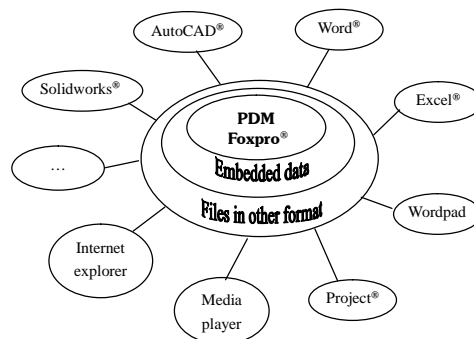 AutoCAD®
Word®
Solidworks®
Excel®
PDM
Foxpro®
Embedded data
...
Files in other format
Wordpad
Internet
explorer
Media
player
Project®